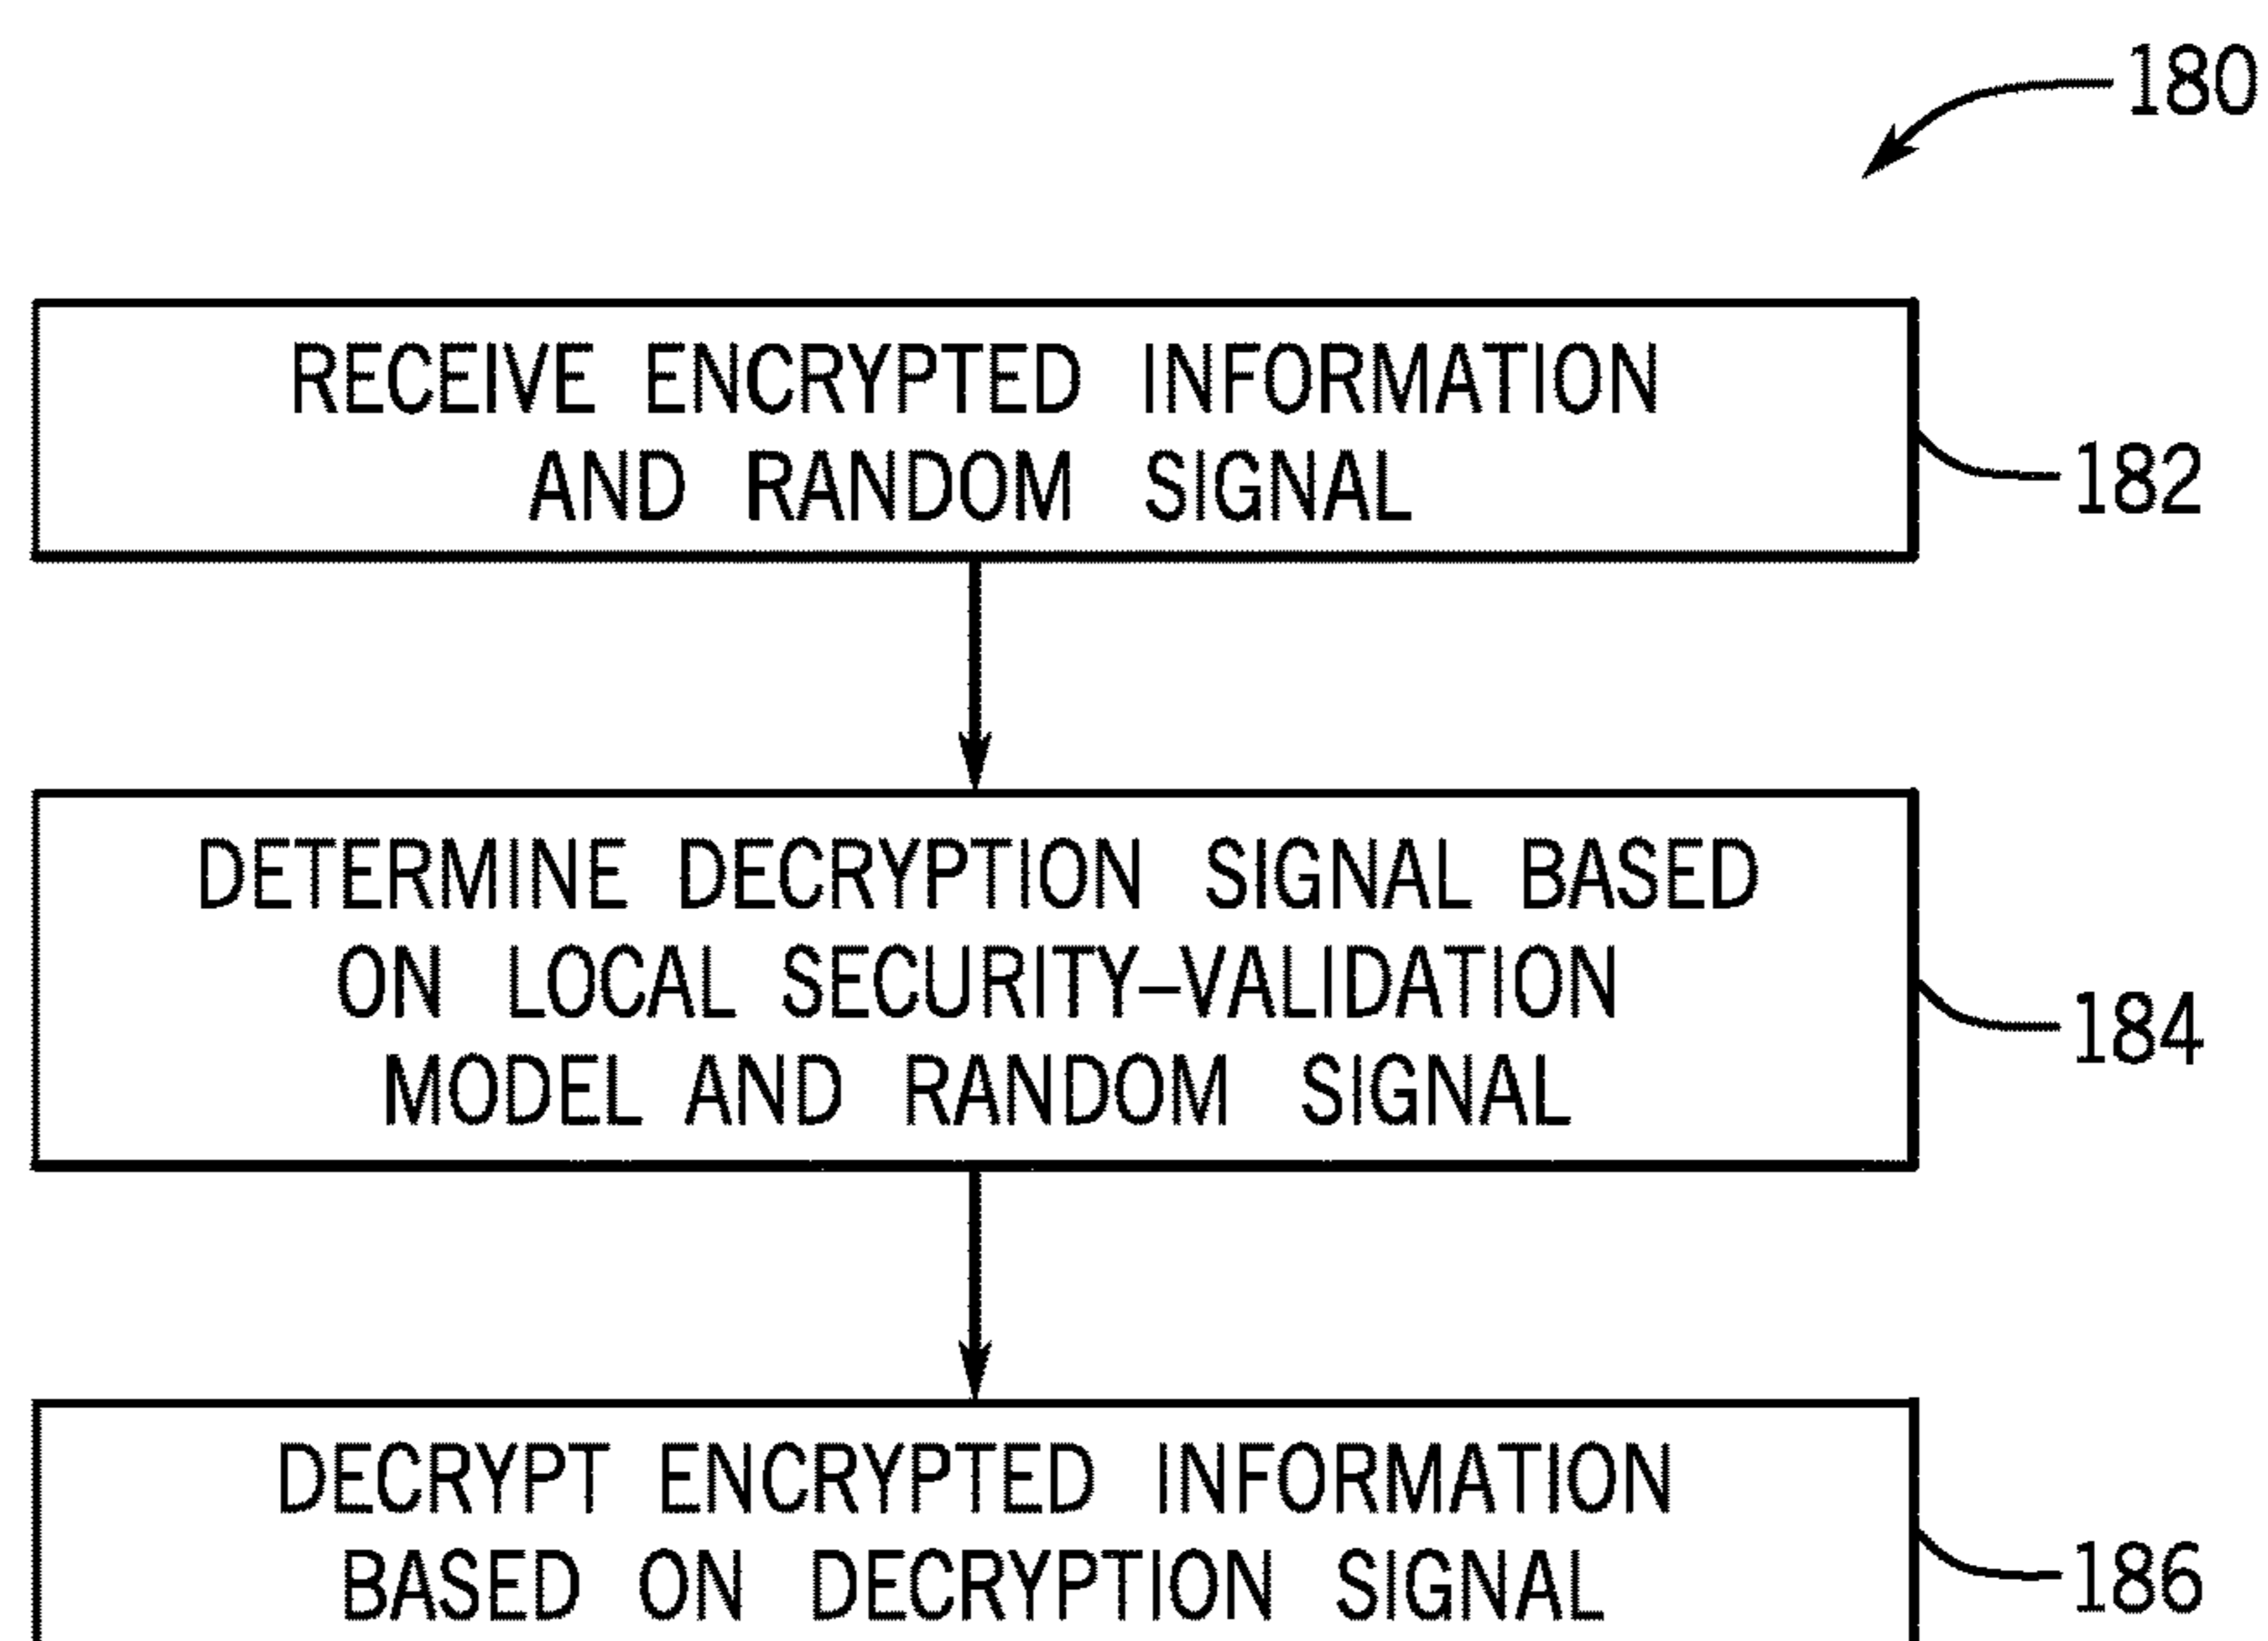 180
RECEIVE ENCRYPTED INFORMATION
AND RANDOM SIGNAL
182
DETERMINE DECRYPTION SIGNAL BASED
ON LOCAL SECURITY–VALIDATION
MODEL AND RANDOM SIGNAL
184
DECRYPT ENCRYPTED INFORMATION
BASED ON DECRYPTION SIGNAL
186